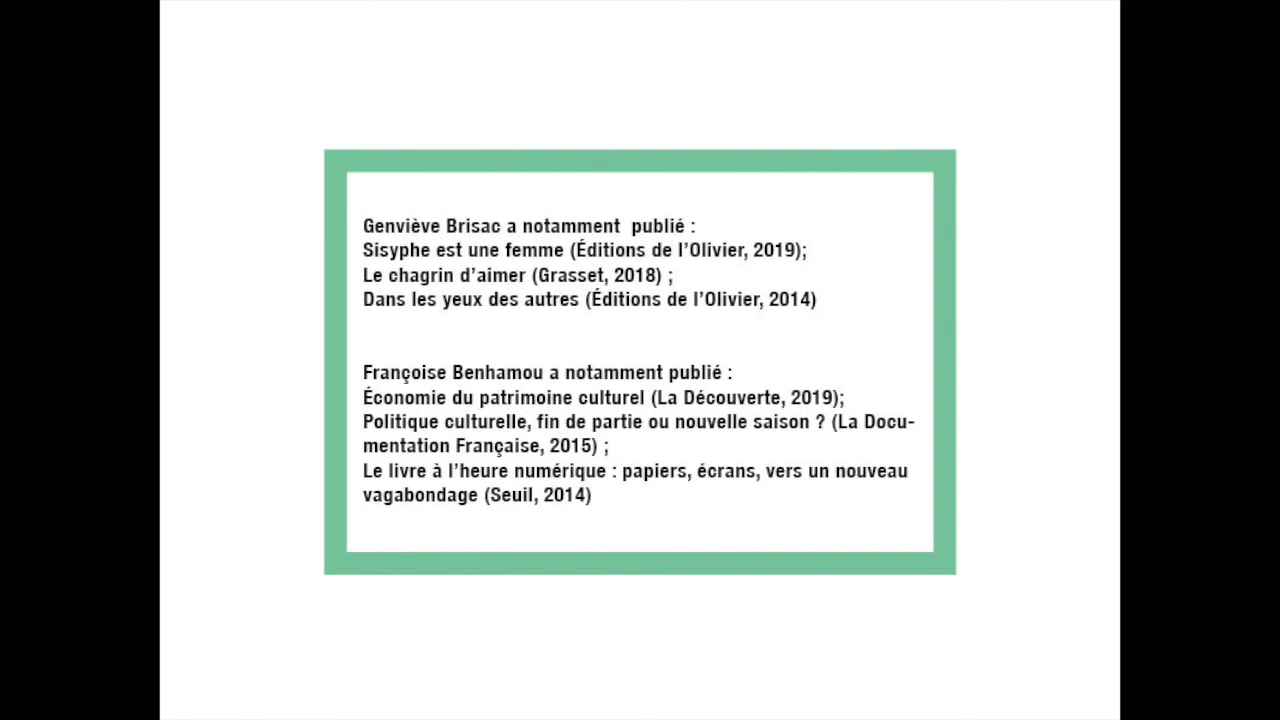 Genviève Brisac a notamment  publié :
Sisyphe est une femme (Éditions de l’Olivier, 2019);
Le chagrin d’aimer (Grasset, 2018) ;
Dans les yeux des autres (Éditions de l’Olivier, 2014)
Françoise Benhamou a notamment publié :
Économie du patrimoine culturel (La Découverte, 2019);
Politique culturelle, fin de partie ou nouvelle saison ? (La Docu-
mentation Française, 2015) ;
Le livre à l’heure numérique : papiers, écrans, vers un nouveau
vagabondage (Seuil, 2014)